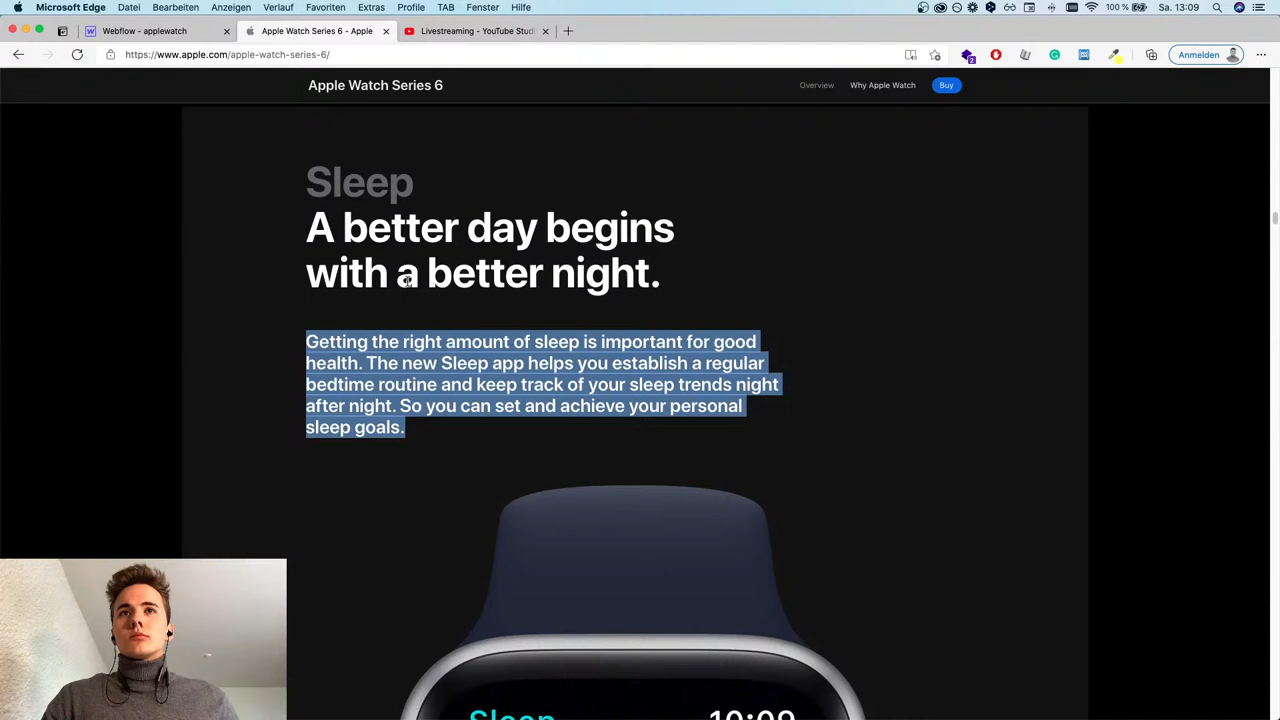 Microsoft Edge Datei Bearbeiten Anzeigen Verlauf Favoriten Extras Profile TAB Fenster Hilfe 100 % Sa. 13:09
Webflow - applewatch
Apple Watch Series 6 - Apple
Livestreaming - YouTube Studi
https://www.apple.com/apple-watch-series-6/
2
Anmelden
Apple Watch Series 6
Overview Why Apple Watch Buy
Sleep
A better day begins
with a better night.
Getting the right amount of sleep is important for good
health. The new Sleep app helps you establish a regular
bedtime routine and keep track of your sleep trends night
after night. So you can set and achieve your personal
sleep goals.
Sleep 10:09